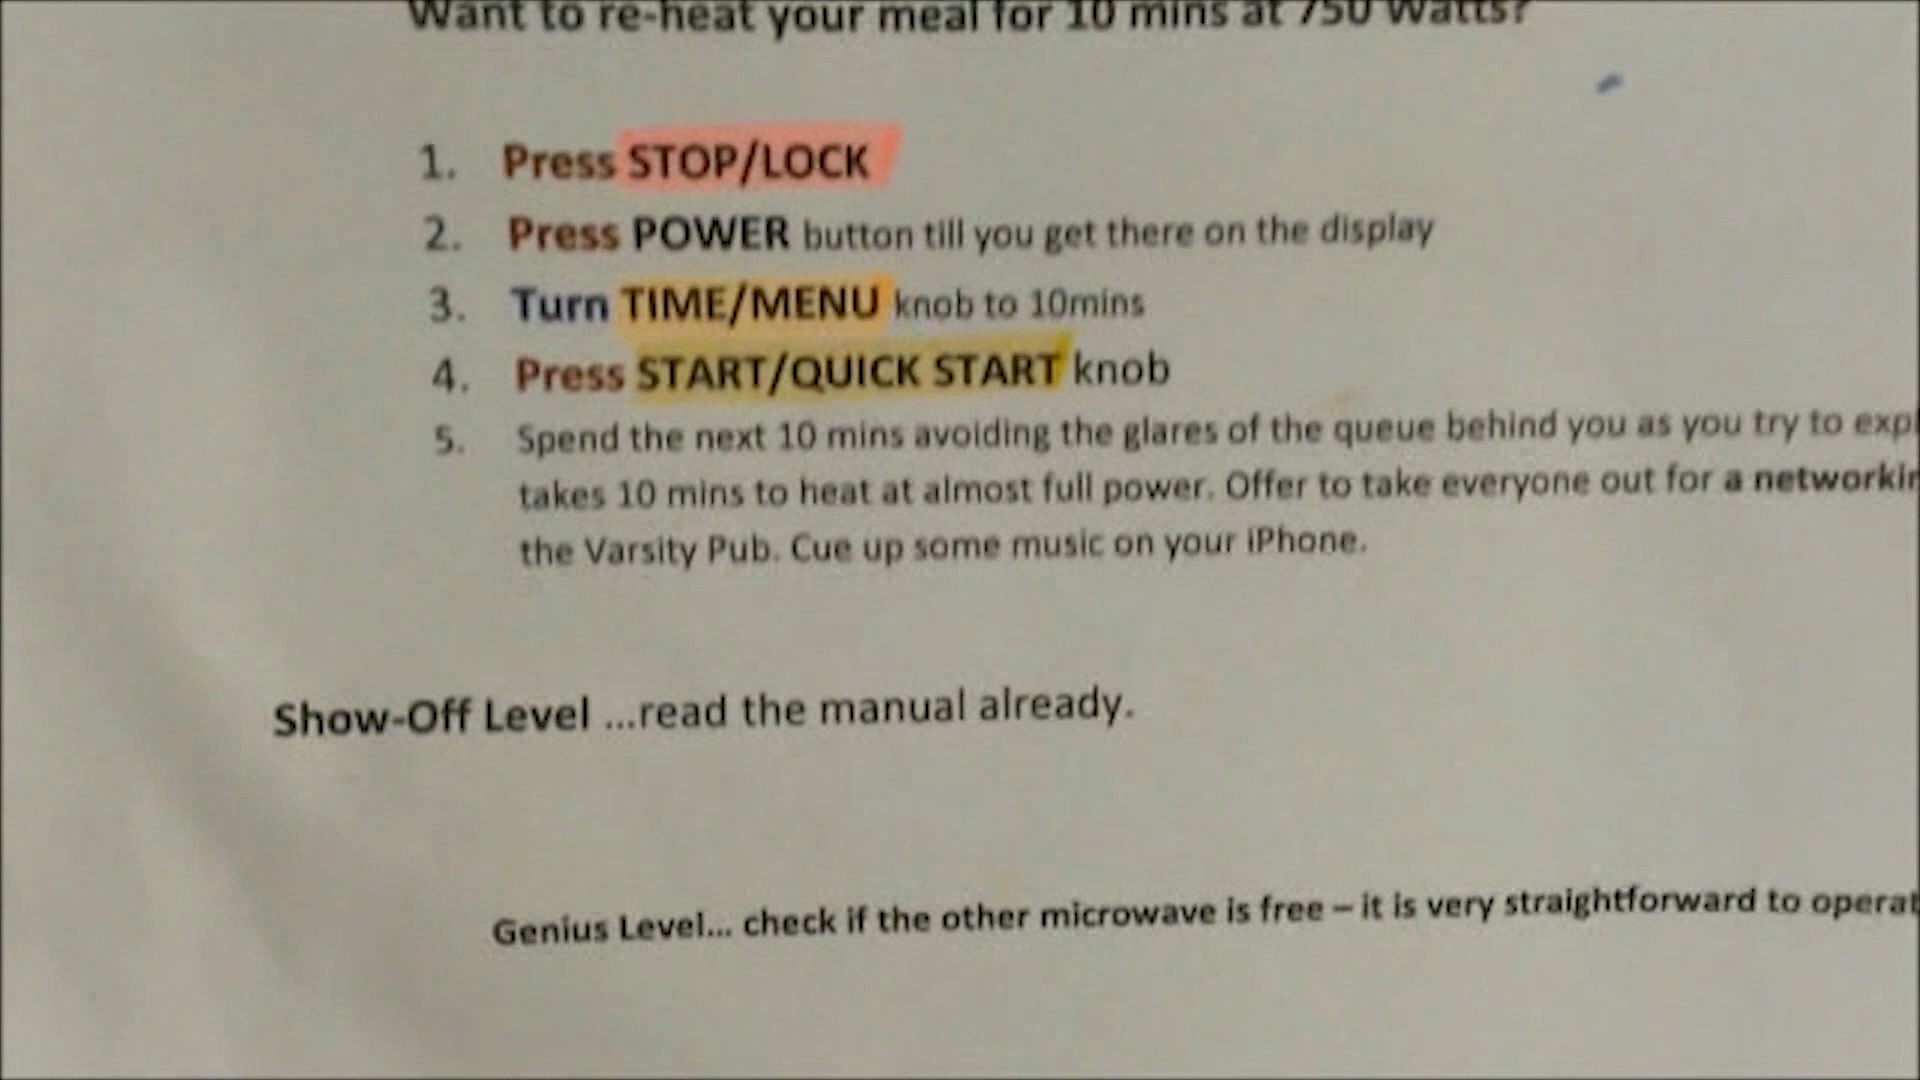 Want to re-heat your meal for 10 mins at 750 Watts?
1. Press STOP/LOCK
2. Press POWER button till you get there on the display
3. Turn TIME/MENU knob to 10mins
4. Press START/QUICK START knob
5. Spend the next 10 mins avoiding the glares of the queue behind you as you try to expl
takes 10 mins to heat at almost full power. Offer to take everyone out for a networkin
the Varsity Pub. Cue up some music on your iPhone.
Show-Off Level ...read the manual already.
Genius Level... check if the other microwave is free – it is very straightforward to operat